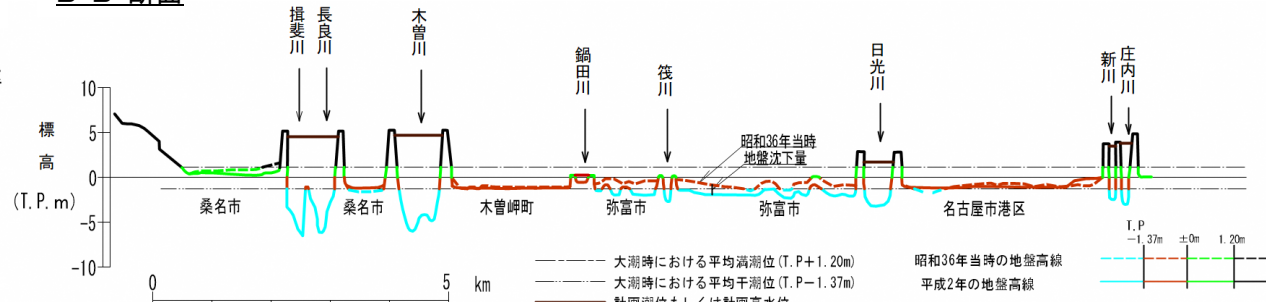 揖斐川
長良川
木曽川
鍋田川
筏川
日光川
新川
庄内川
10
5
0
-5
-10
標高
(T.P.m)
昭和36年当時
地盤沈下量
桑名市
桑名市
木曽岬町
弥富市
弥富市
名古屋市港区
0
5
km
大潮時における平均満潮位(T.P+1.20m)
大潮時における平均干潮位(T.P-1.37m)
昭和36年当時の地盤高線
平成2年の地盤高線
T.P
-1.37m
±0m
1.20m